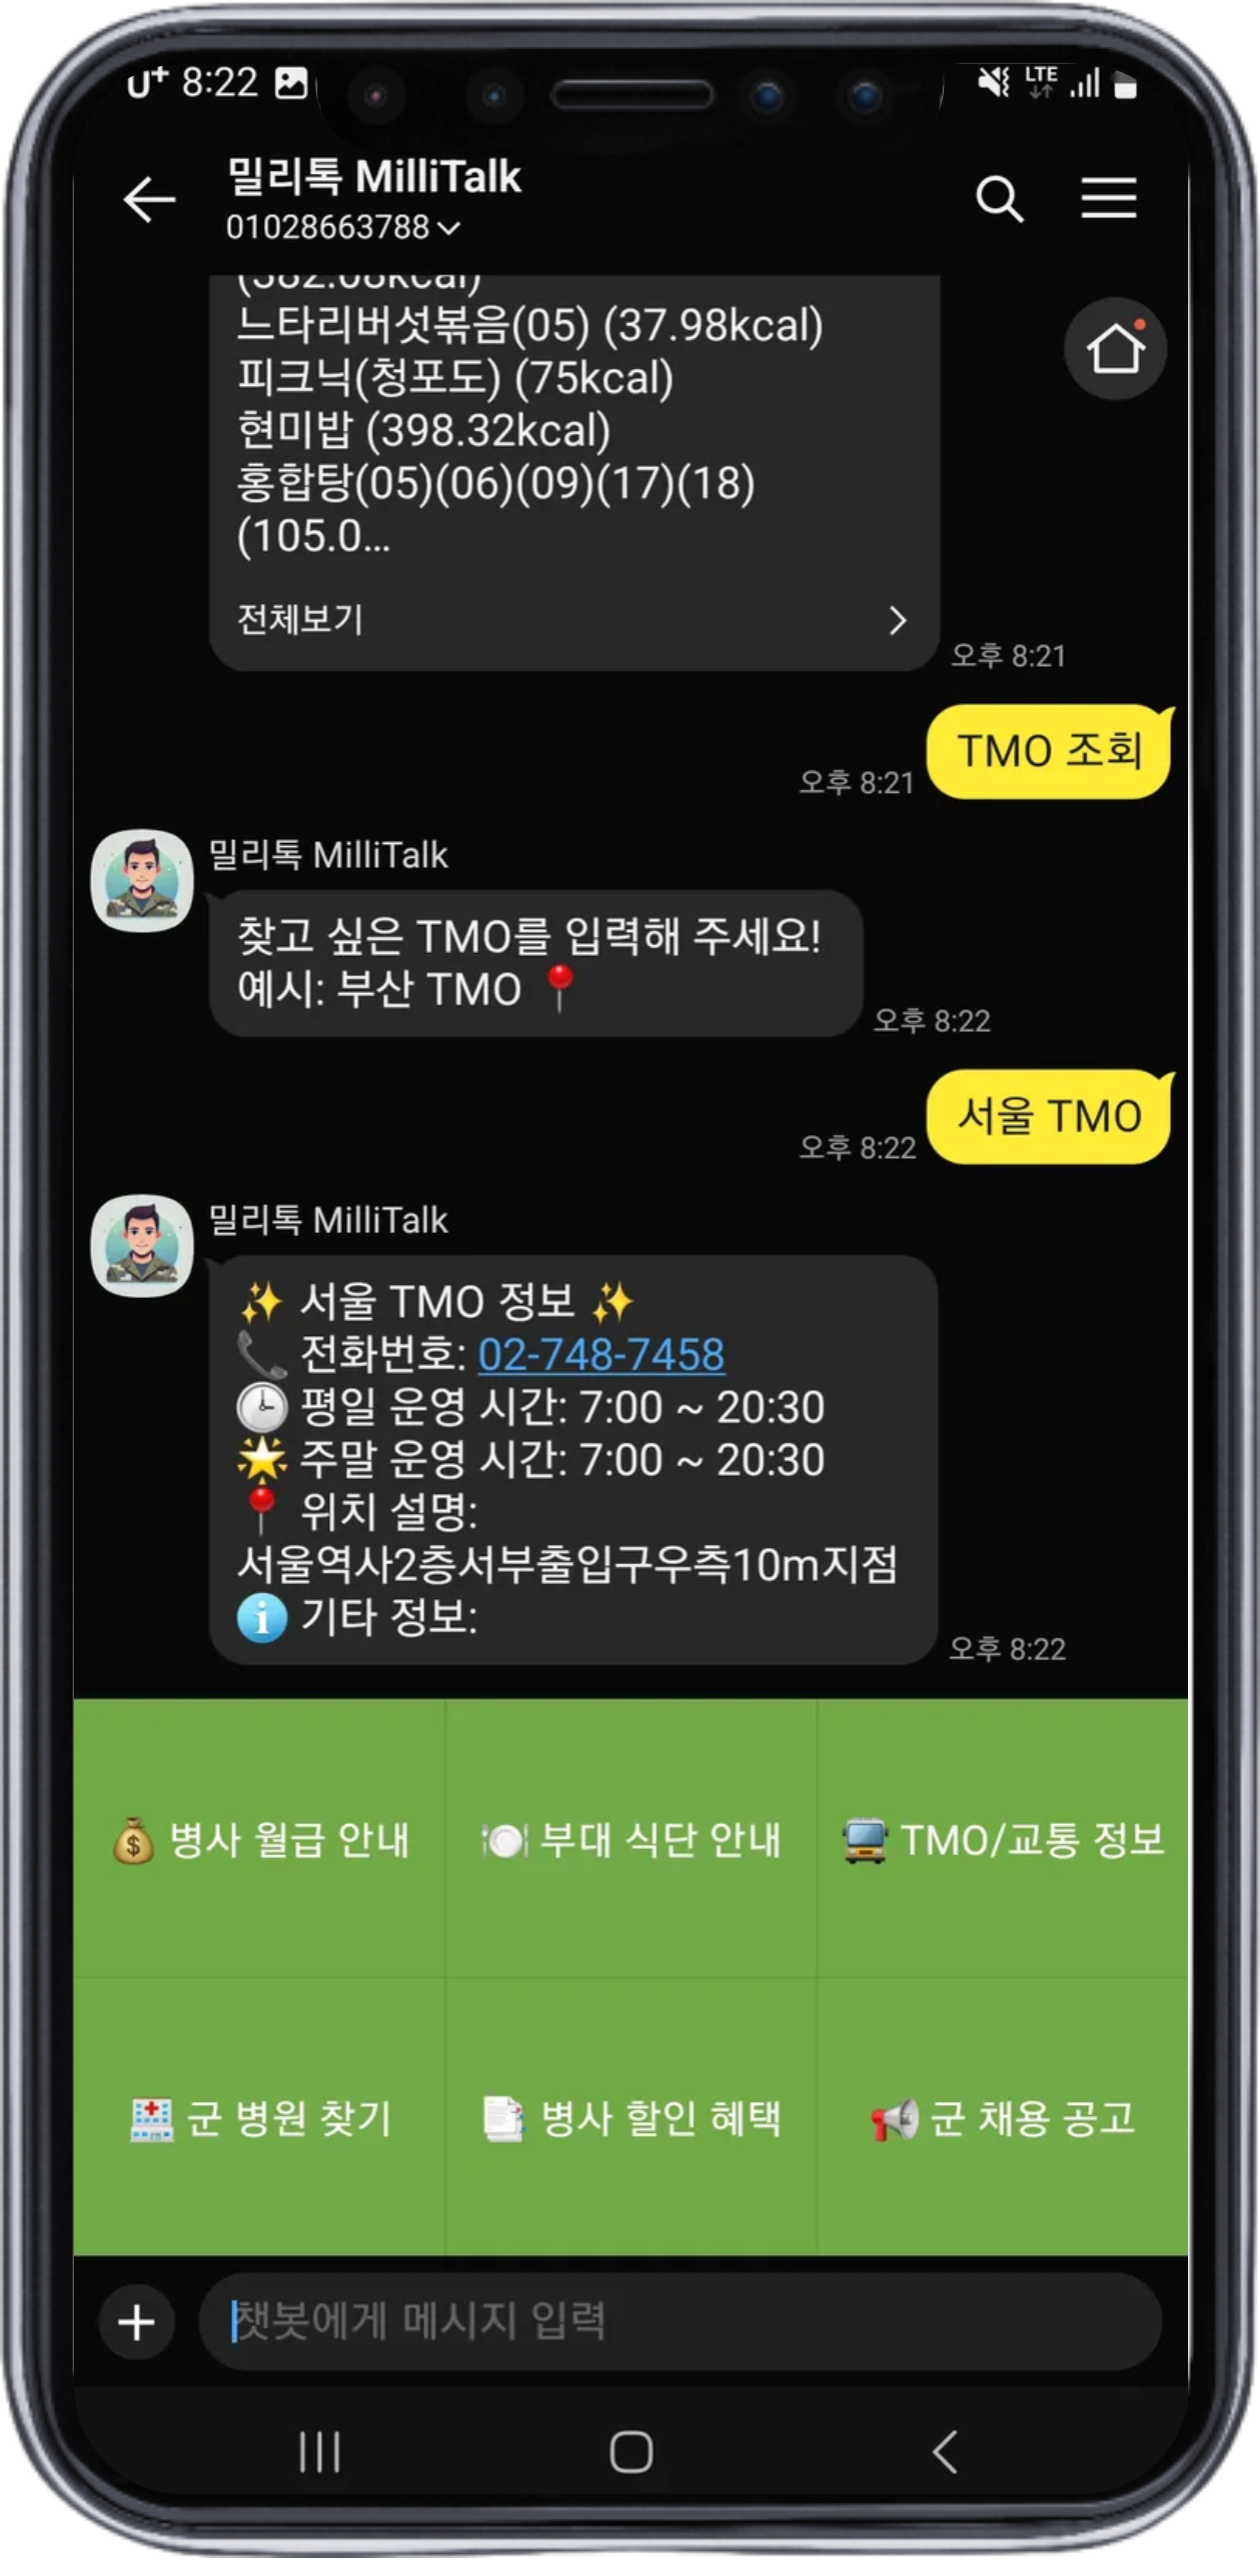 U+ 8:22 LTE
밀리톡 MilliTalk
01028663788
(382.08kcal)
느타리버섯볶음(05) (37.98kcal)
피크닉(청포도) (75kcal)
현미밥 (398.32kcal)
홍합탕(05)(06)(09)(17)(18)
(105.0...
전체보기
오후 8:21
TMO 조회
오후 8:21
밀리톡 MilliTalk
찾고 싶은 TMO를 입력해 주세요!
예시: 부산 TMO 📍
오후 8:22
서울 TMO
오후 8:22
밀리톡 MilliTalk
✨ 서울 TMO 정보 ✨
📞 전화번호: 02-748-7458
🕒 평일 운영 시간: 7:00 ~ 20:30
🌟 주말 운영 시간: 7:00 ~ 20:30
📍 위치 설명:
서울역사2층서부출입구우측10m지점
ℹ️ 기타 정보:
오후 8:22
💰 병사 월급 안내
🍽️ 부대 식단 안내
🚍 TMO/교통 정보
🏥 군 병원 찾기
📑 병사 할인 혜택
📢 군 채용 공고
챗봇에게 메시지 입력